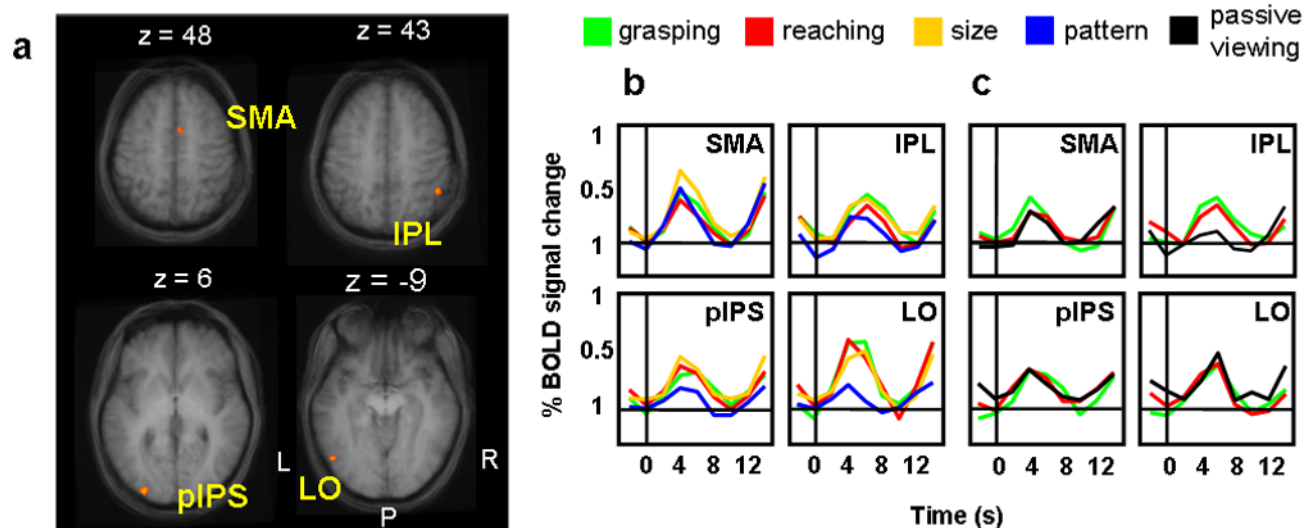 a
z = 48
z = 43
SMA
IPL
z = 6
z = -9
pIPS
LO
L
R
P
grasping
reaching
size
pattern
passive viewing
b
c
% BOLD signal change
1
0.5
1
1
0.5
1
SMA
IPL
SMA
IPL
pIPS
LO
pIPS
LO
0 4 8 12
0 4 8 12
0 4 8 12
0 4 8 12
Time (s)